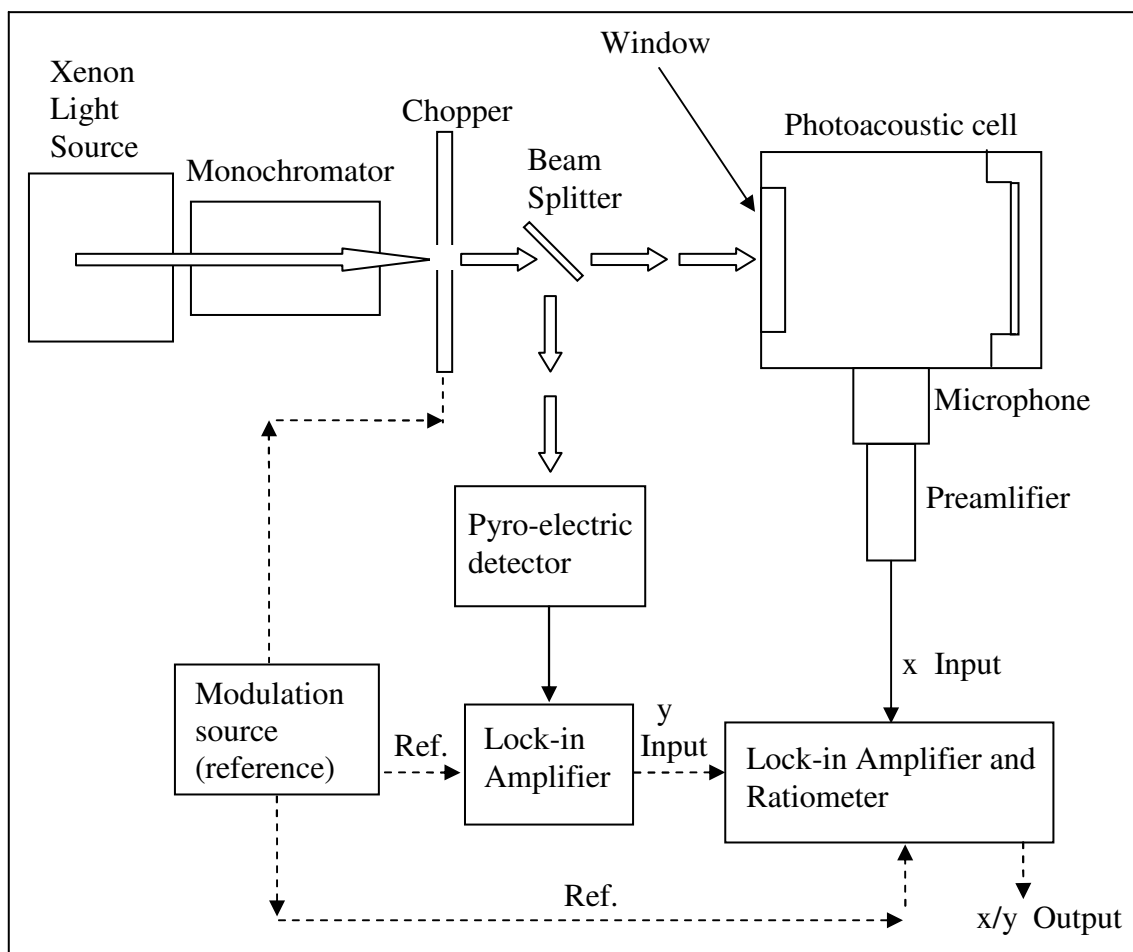 Window
Xenon
Light
Source
Chopper
Photoacoustic cell
Monochromator
Beam
Splitter
Microphone
Preamlifier
Pyro-electric
detector
x Input
Modulation
source
(reference)
Ref.
Lock-in
Amplifier
y
Input
Lock-in Amplifier and
Ratiometer
Ref.
x/y Output